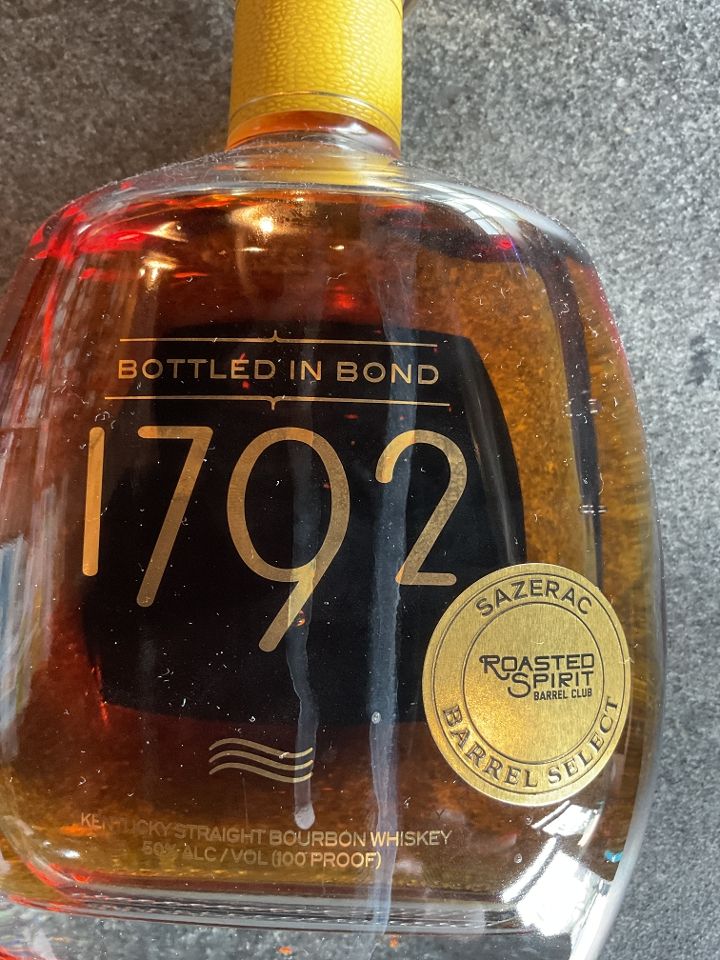 BOTTLED IN BOND
1792
SAZERAC
ROASTED
SPIRIT
BARREL CLUB
BARREL SELECT
KENTUCKY STRAIGHT BOURBON WHISKEY
50% ALC / VOL (100 PROOF)